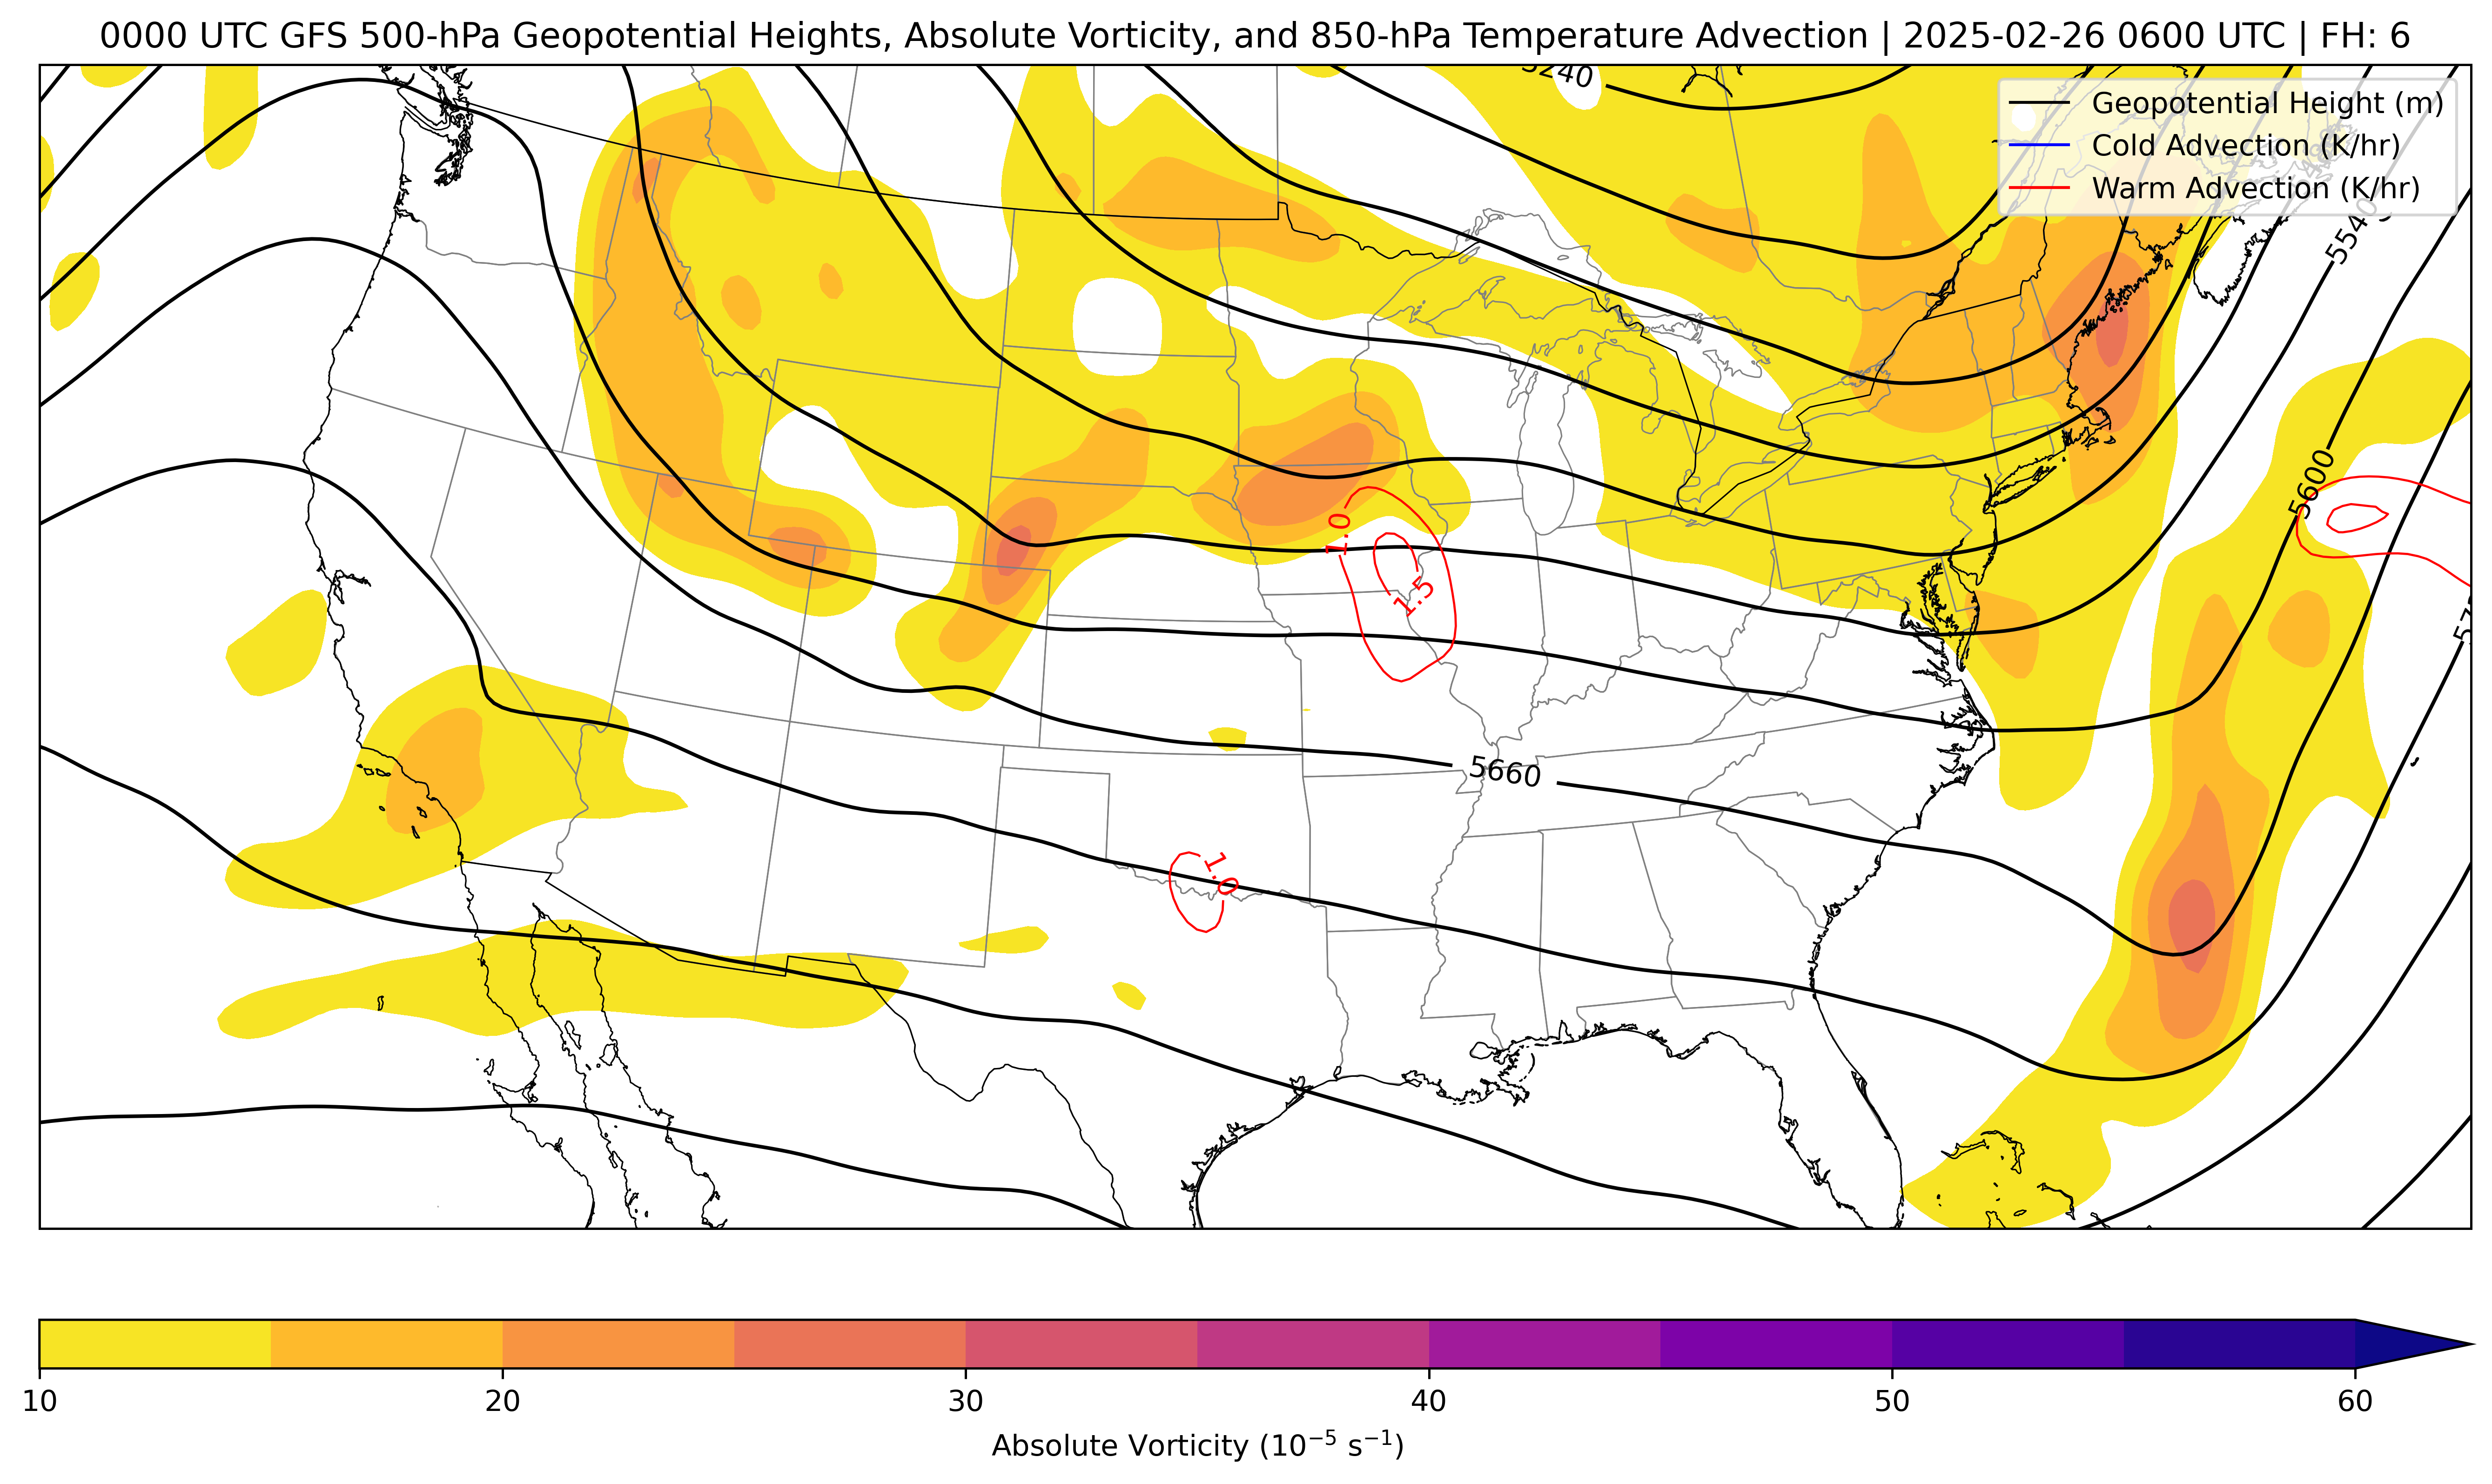 0000 UTC GFS 500-hPa Geopotential Heights, Absolute Vorticity, and 850-hPa Temperature Advection | 2025-02-26 0600 UTC | FH: 6
5240
Geopotential Height (m)
Cold Advection (K/hr)
Warm Advection (K/hr)
5540
5600
1.0
1.5
5660
1.0
10 20 30 40 50 60
Absolute Vorticity (10⁻⁵ s⁻¹)